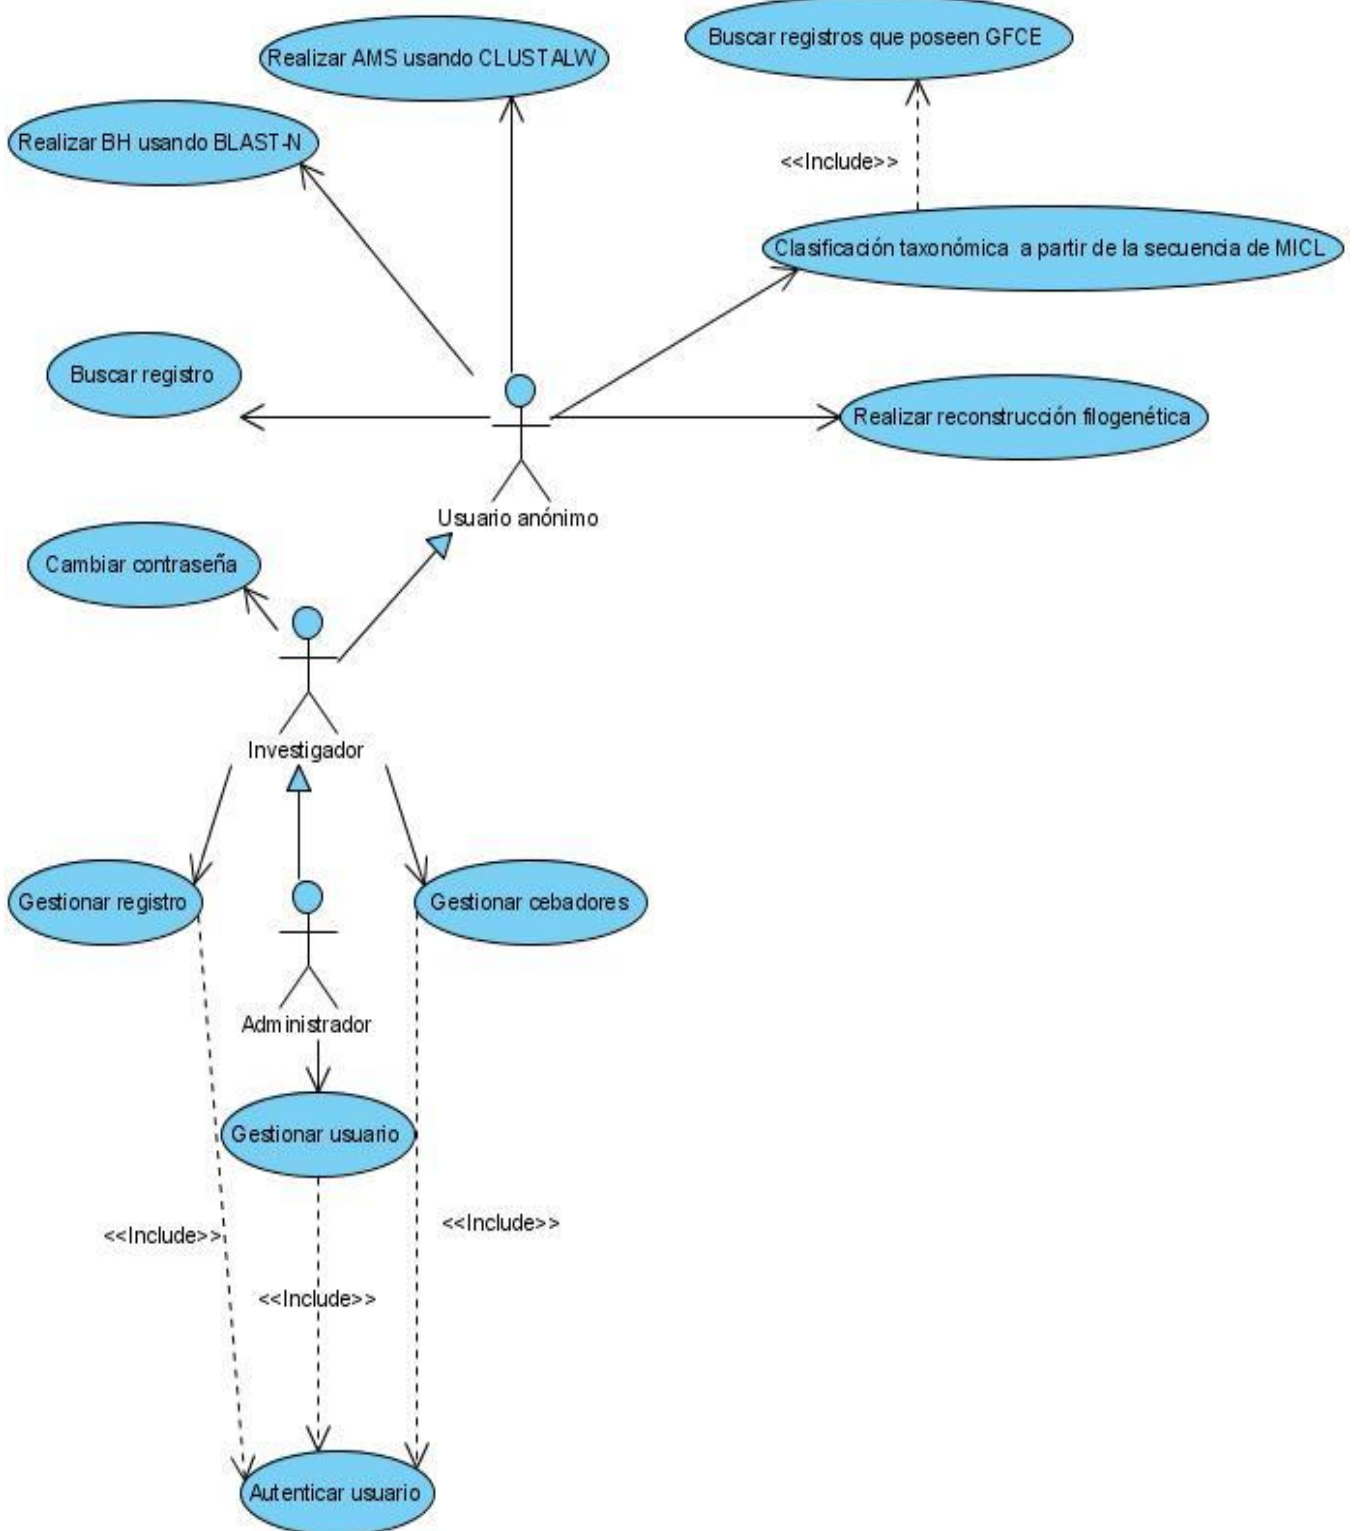 Buscar registros que poseen GFCE
Realizar AMS usando CLUSTALW
Realizar BH usando BLAST-N
<<Include>>
Clasificación taxonómica a partir de la secuencia de MICL
Buscar registro
Realizar reconstrucción filogenética
Usuario anónimo
Cambiar contraseña
Investigador
Gestionar registro
Gestionar cebadores
Administrador
Gestionar usuario
<<Include>>
<<Include>>
<<Include>>
Autenticar usuario